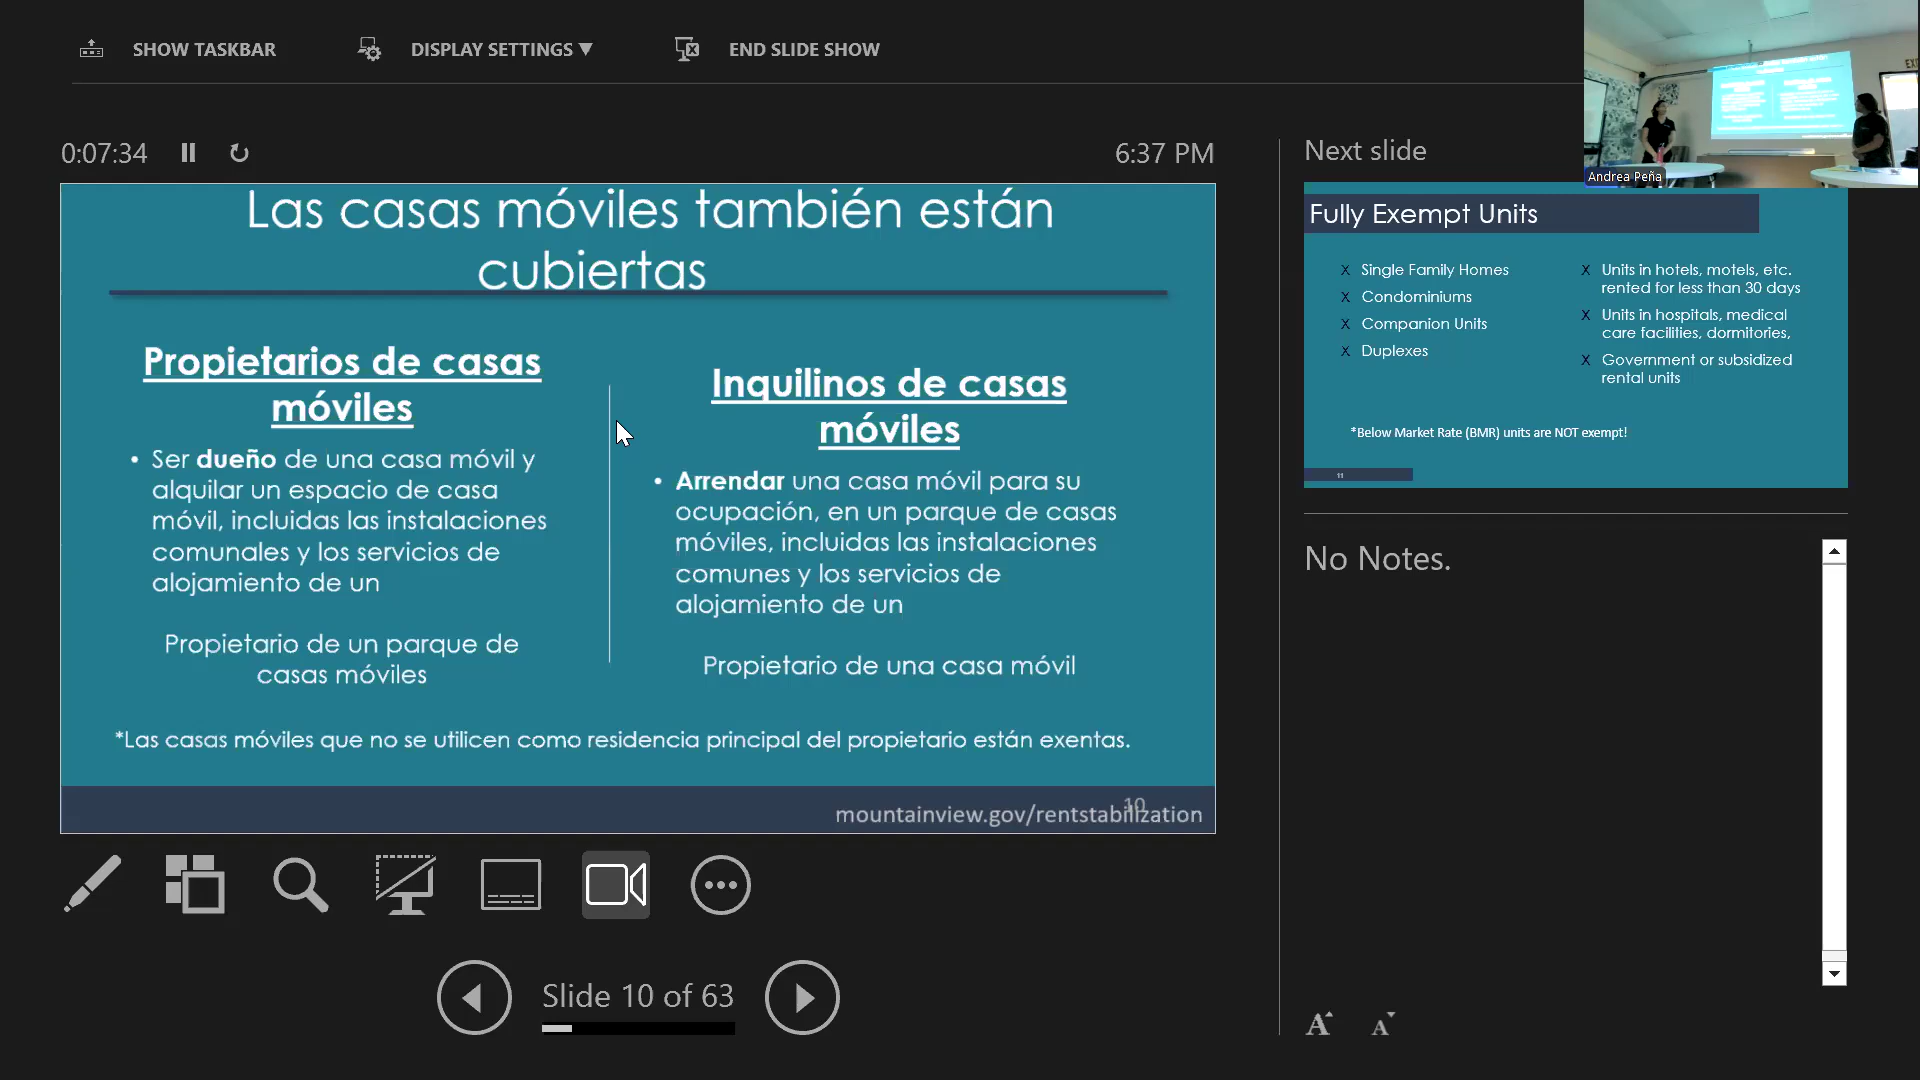 SHOW TASKBAR
DISPLAY SETTINGS ▼
END SLIDE SHOW
0:07:34
6:37 PM
Las casas móviles también están
cubiertas
Propietarios de casas
móviles
• Ser dueño de una casa móvil y
alquilar un espacio de casa
móvil, incluidas las instalaciones
comunales y los servicios de
alojamiento de un
Propietario de un parque de
casas móviles
Inquilinos de casas
móviles
• Arrendar una casa móvil para su
ocupación, en un parque de casas
móviles, incluidas las instalaciones
comunes y los servicios de
alojamiento de un
Propietario de una casa móvil
*Las casas móviles que no se utilicen como residencia principal del propietario están exentas.
10
mountainview.gov/rentstabilization
Slide 10 of 63
Next slide
Andrea Peña
Fully Exempt Units
X Single Family Homes
X Condominiums
X Companion Units
X Duplexes
X Units in hotels, motels, etc.
rented for less than 30 days
X Units in hospitals, medical
care facilities, dormitories,
X Government or subsidized
rental units
*Below Market Rate (BMR) units are NOT exempt!
11
No Notes.
A A